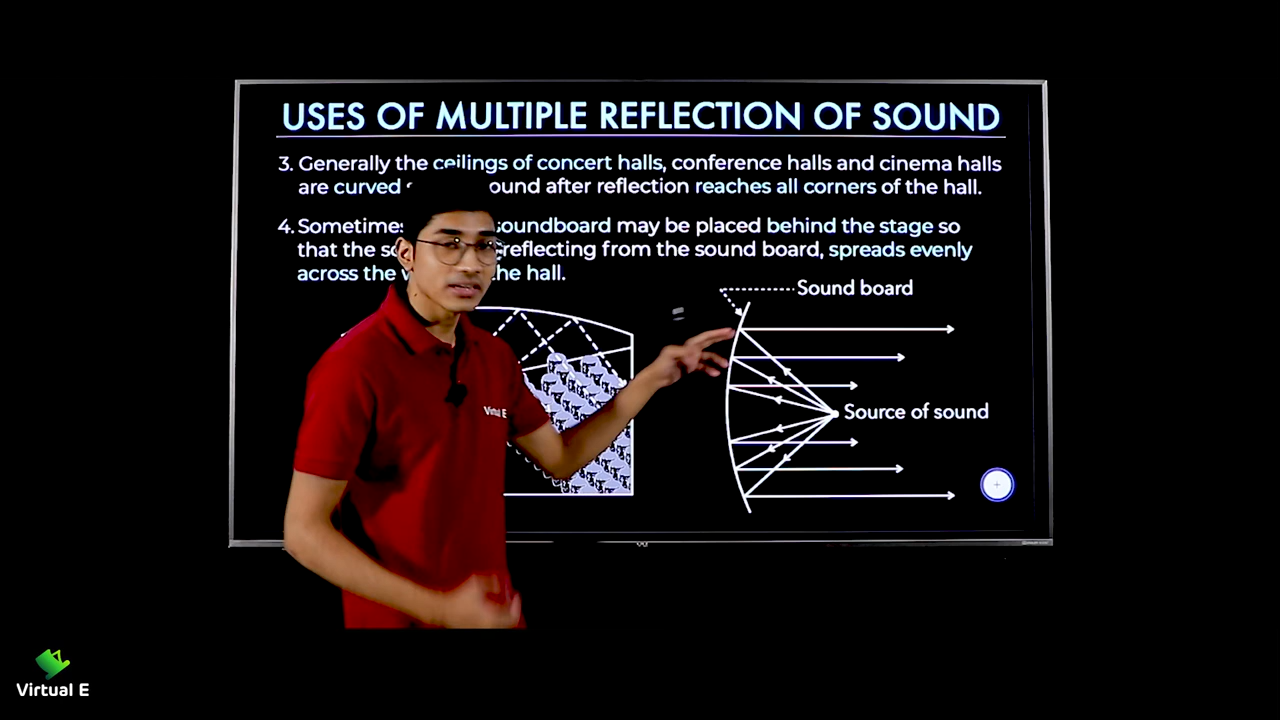 USES OF MULTIPLE REFLECTION OF SOUND
3. Generally the ceilings of concert halls, conference halls and cinema halls
are curved ound after reflection reaches all corners of the hall.
4. Sometimes soundboard may be placed behind the stage so
that the reflecting from the sound board, spreads evenly
across the the hall.
Sound board
Source of sound
Virtual E
Virtual E